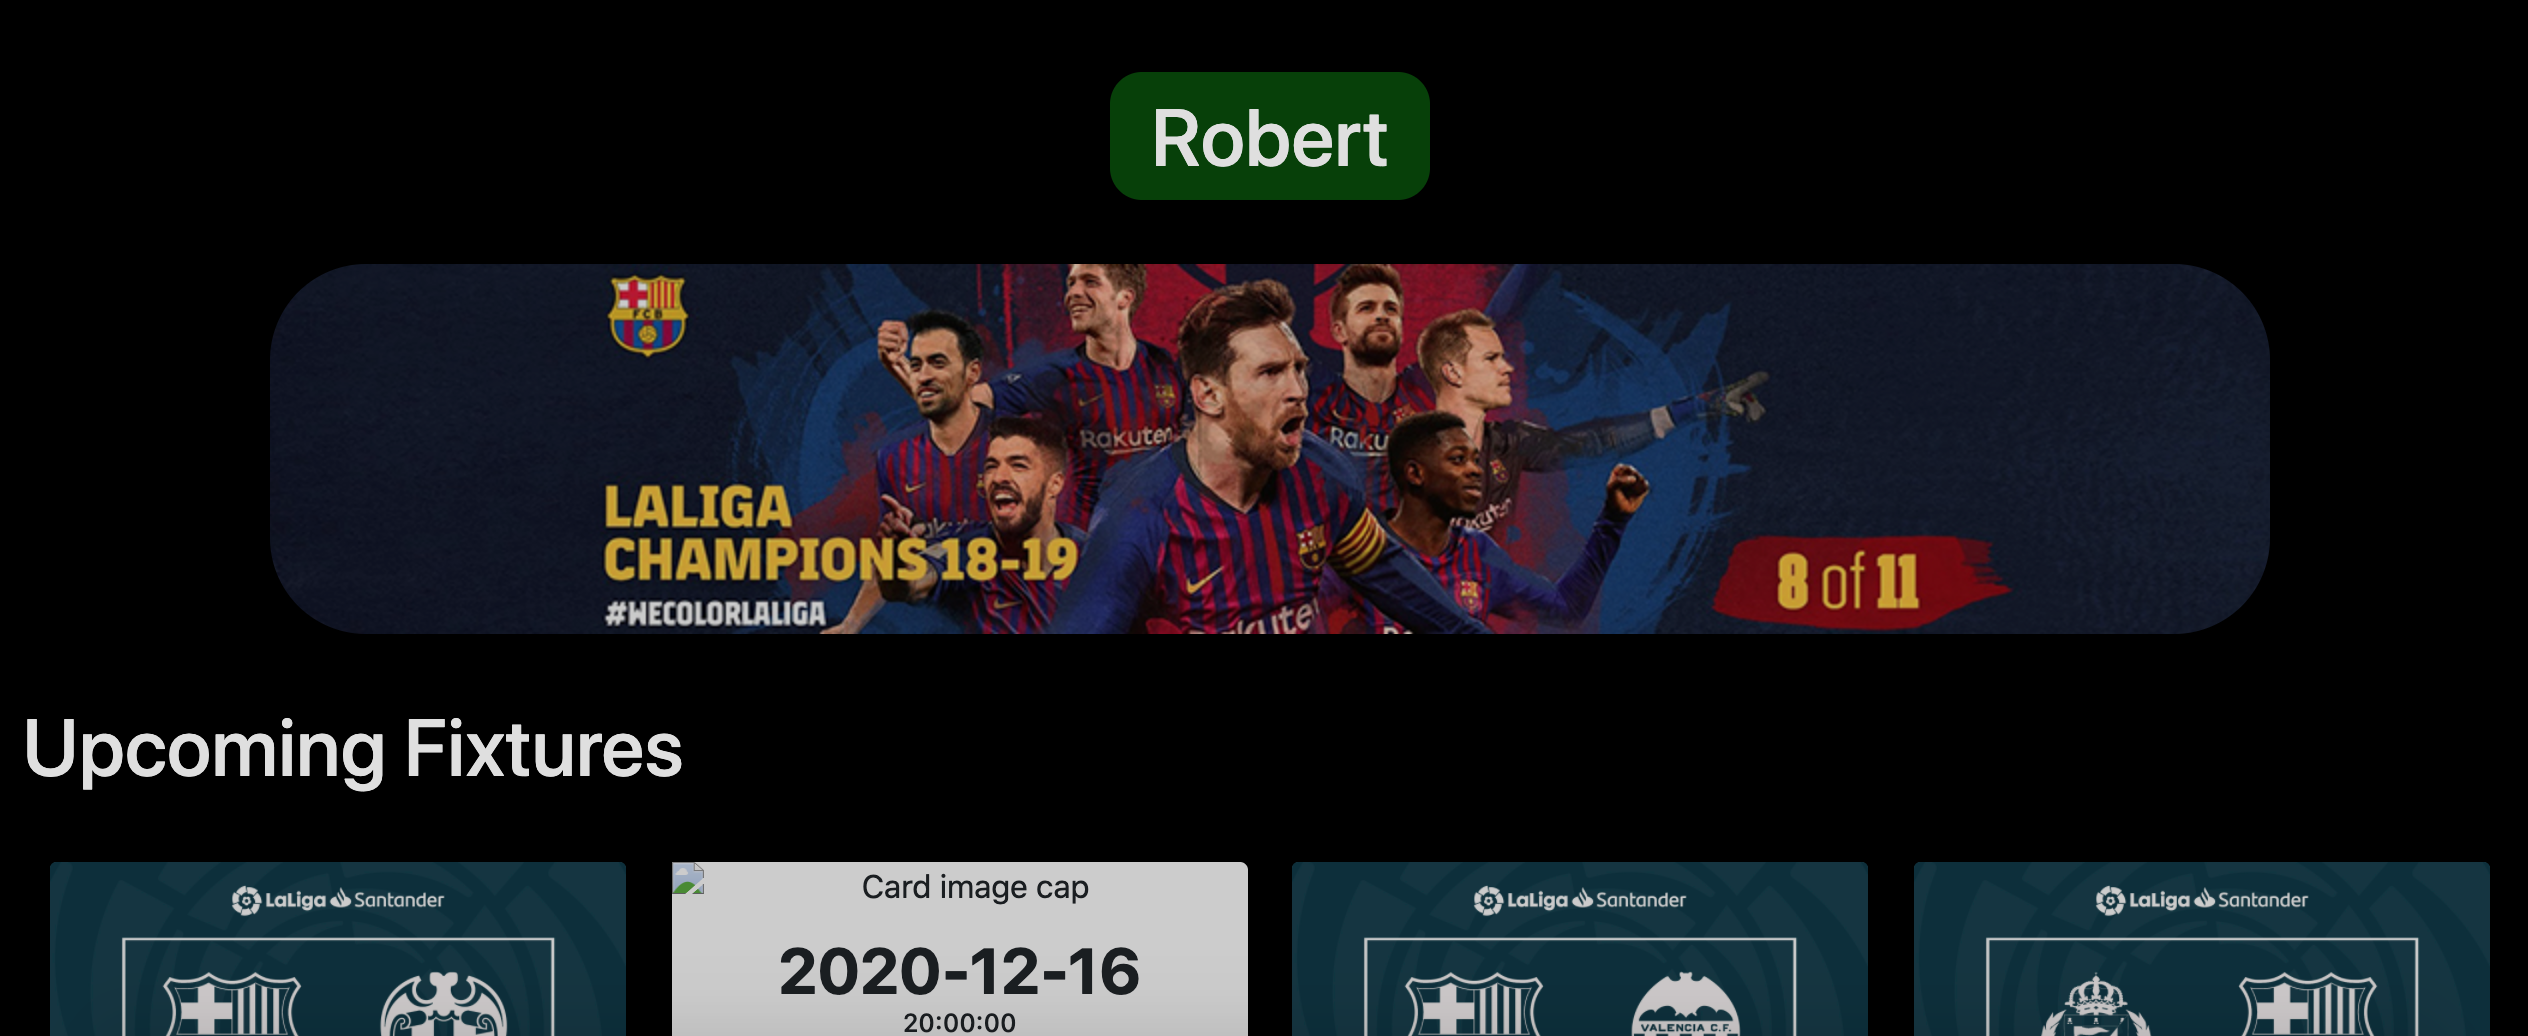 Robert
FCB
Rakuten
Raku
LALIGA
CHAMPIONS 18-19
#WECOLORLALIGA
8 of 11
Upcoming Fixtures
LaLiga Santander
Card image cap
2020-12-16
20:00:00
LaLiga Santander
VALENCIA C.F.
LaLiga Santander